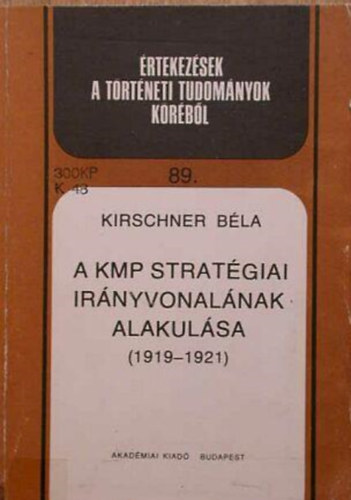 ÉRTEKEZÉSEK
A TÖRTÉNETI TUDOMÁNYOK
KÖRÉBŐL
300KP
K 48
89.
KIRSCHNER BÉLA
A KMP STRATÉGIAI
IRÁNYVONALÁNAK
ALAKULÁSA
(1919–1921)
AKADÉMIAI KIADÓ BUDAPEST